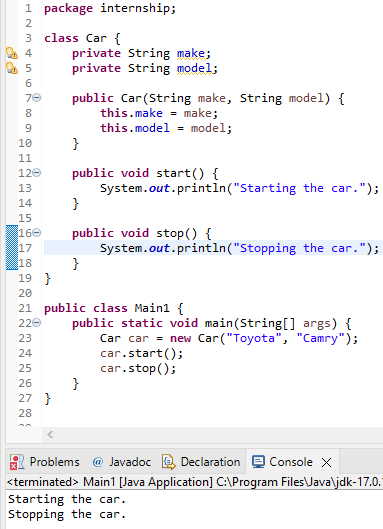 1 package internship;
2
3 class Car {
4     private String make;
5     private String model;
6
7     public Car(String make, String model) {
8         this.make = make;
9         this.model = model;
10     }
11
12     public void start() {
13         System.out.println("Starting the car.");
14     }
15
16     public void stop() {
17         System.out.println("Stopping the car.");
18     }
19 }
20
21 public class Main1 {
22     public static void main(String[] args) {
23         Car car = new Car("Toyota", "Camry");
24         car.start();
25         car.stop();
26     }
27 }
28
Problems @ Javadoc Declaration Console
<terminated> Main1 [Java Application] C:\Program Files\Java\jdk-17.0.
Starting the car.
Stopping the car.